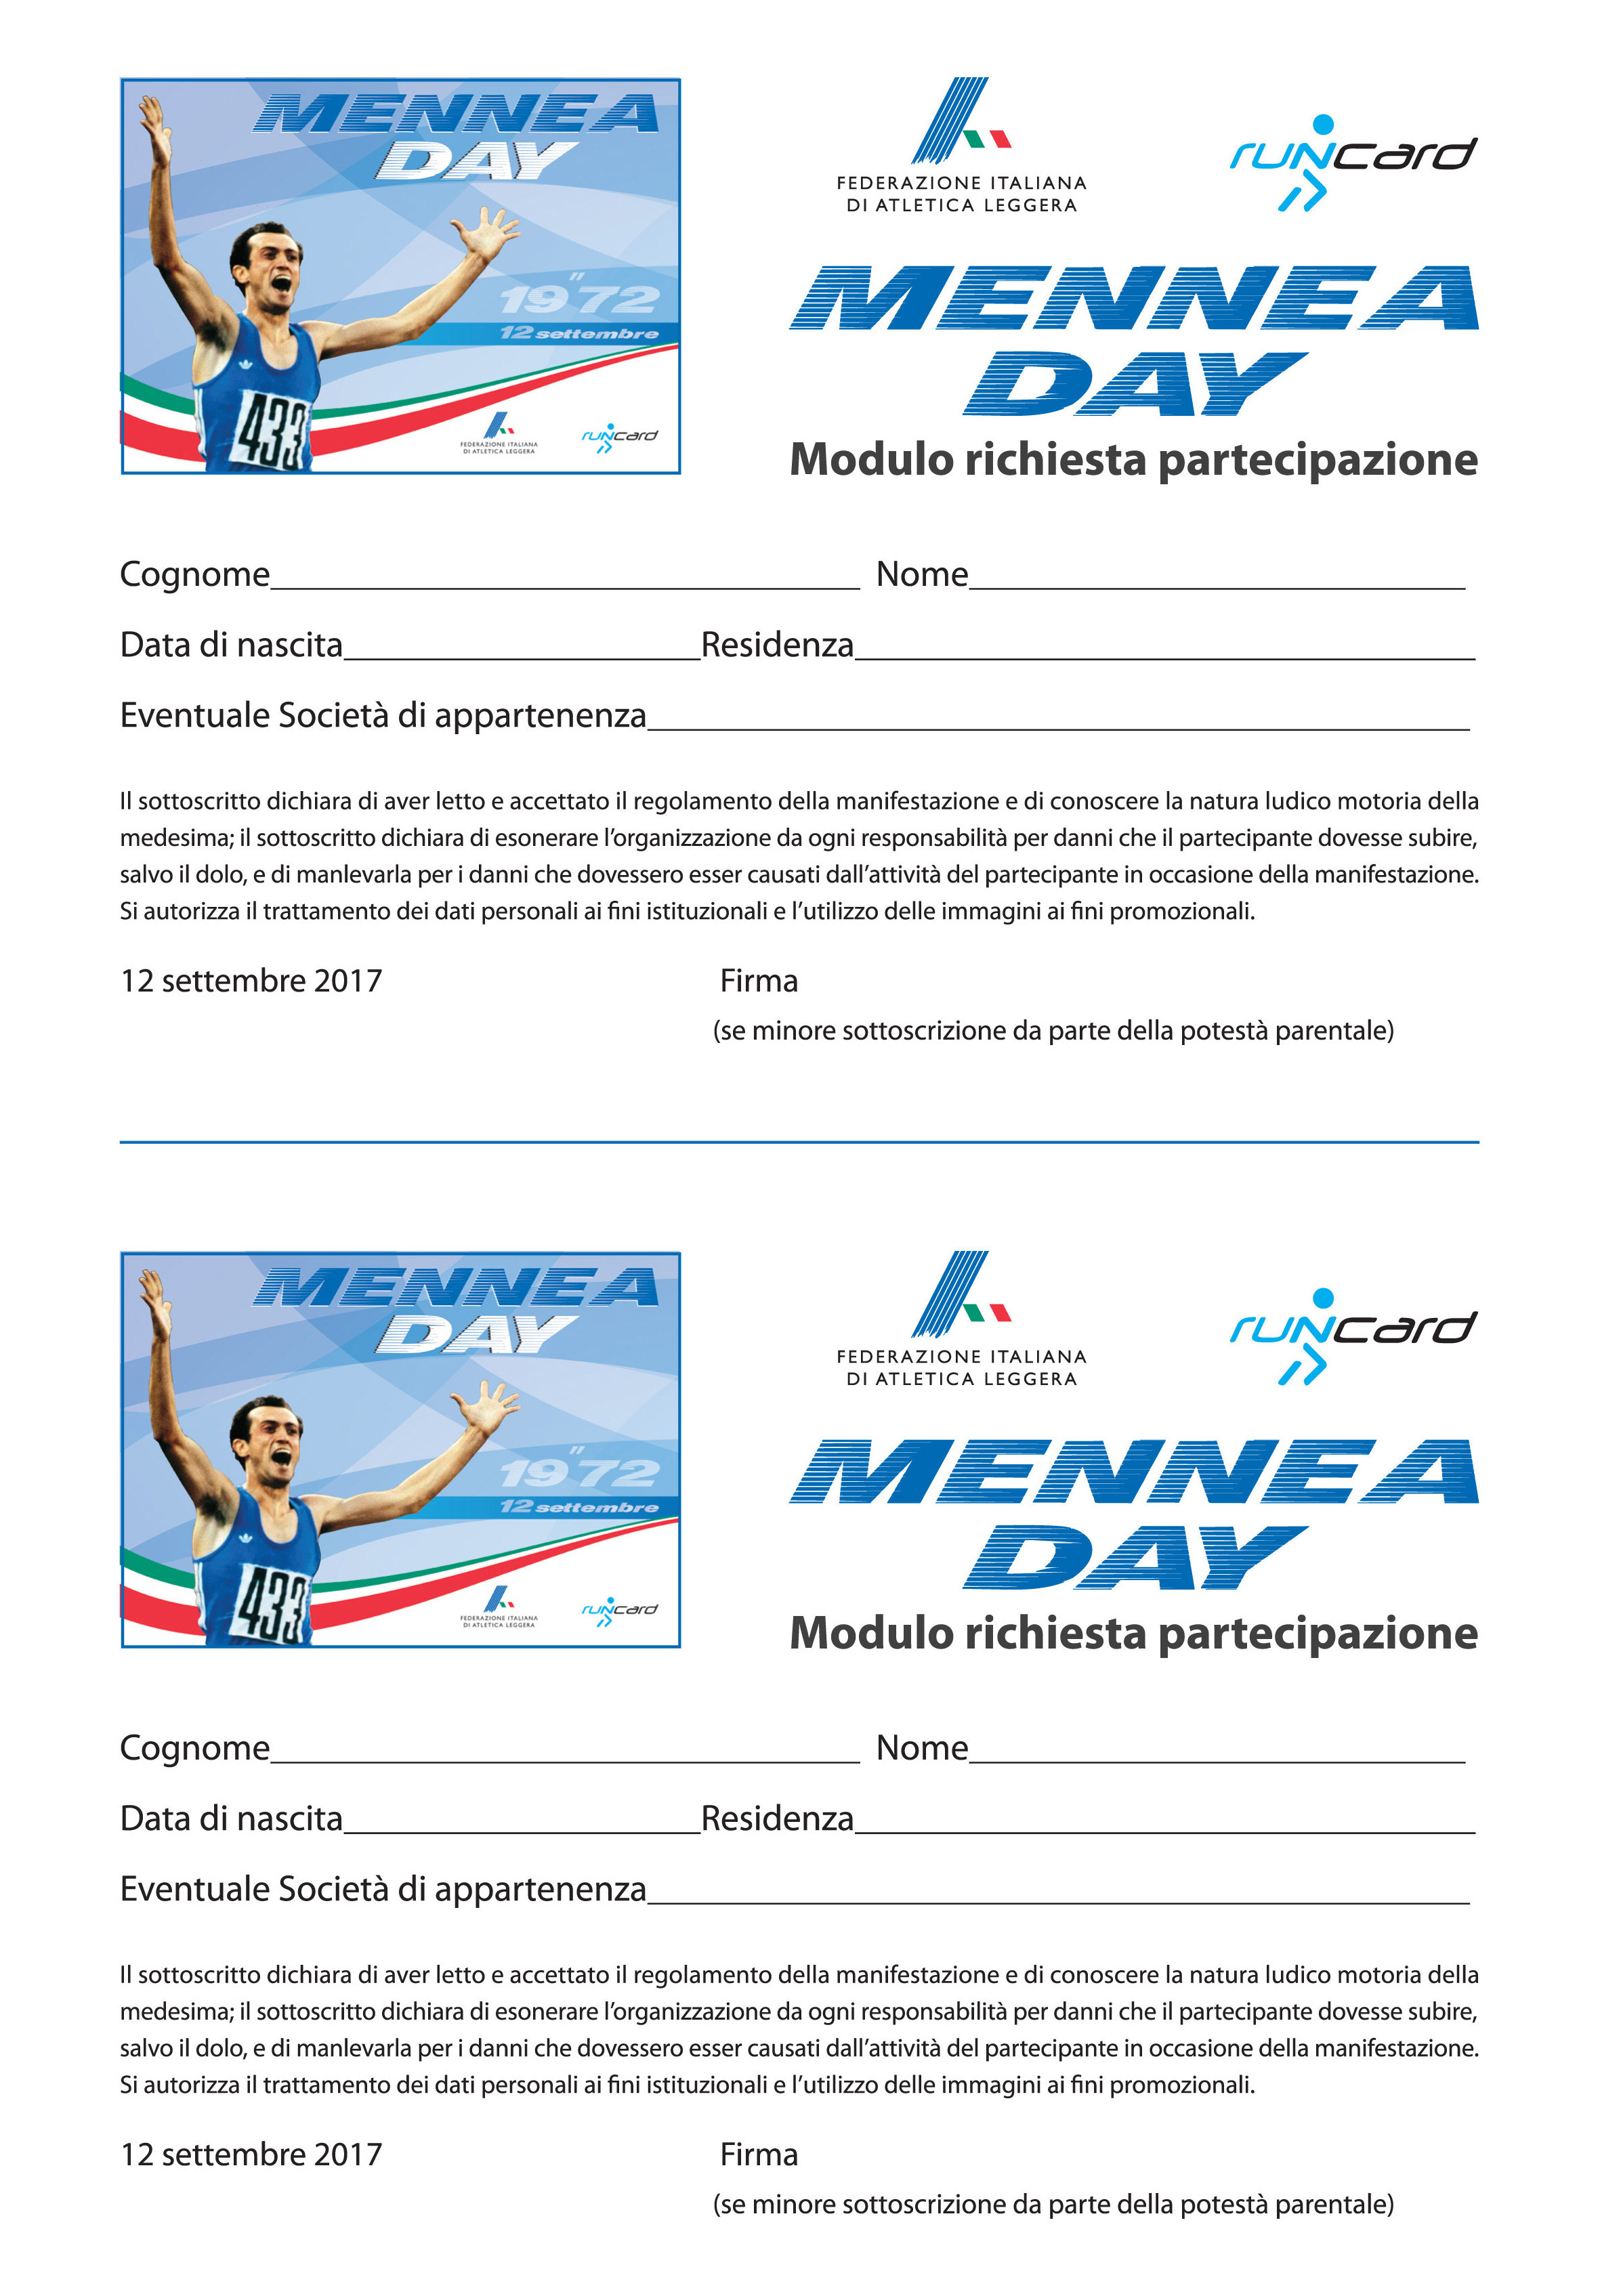 MENNEA
DAY
19"72
12 settembre
433
FEDERAZIONE ITALIANA
DI ATLETICA LEGGERA
runcard
FEDERAZIONE ITALIANA
DI ATLETICA LEGGERA
runcard
MENNEA
DAY
Modulo richiesta partecipazione
Cognome Nome
Data di nascita Residenza
Eventuale Società di appartenenza
Il sottoscritto dichiara di aver letto e accettato il regolamento della manifestazione e di conoscere la natura ludico motoria della
medesima; il sottoscritto dichiara di esonerare l’organizzazione da ogni responsabilità per danni che il partecipante dovesse subire,
salvo il dolo, e di manlevarla per i danni che dovessero esser causati dall’attività del partecipante in occasione della manifestazione.
Si autorizza il trattamento dei dati personali ai fini istituzionali e l’utilizzo delle immagini ai fini promozionali.
12 settembre 2017 Firma
(se minore sottoscrizione da parte della potestà parentale)
MENNEA
DAY
19"72
12 settembre
433
FEDERAZIONE ITALIANA
DI ATLETICA LEGGERA
runcard
FEDERAZIONE ITALIANA
DI ATLETICA LEGGERA
runcard
MENNEA
DAY
Modulo richiesta partecipazione
Cognome Nome
Data di nascita Residenza
Eventuale Società di appartenenza
Il sottoscritto dichiara di aver letto e accettato il regolamento della manifestazione e di conoscere la natura ludico motoria della
medesima; il sottoscritto dichiara di esonerare l’organizzazione da ogni responsabilità per danni che il partecipante dovesse subire,
salvo il dolo, e di manlevarla per i danni che dovessero esser causati dall’attività del partecipante in occasione della manifestazione.
Si autorizza il trattamento dei dati personali ai fini istituzionali e l’utilizzo delle immagini ai fini promozionali.
12 settembre 2017 Firma
(se minore sottoscrizione da parte della potestà parentale)